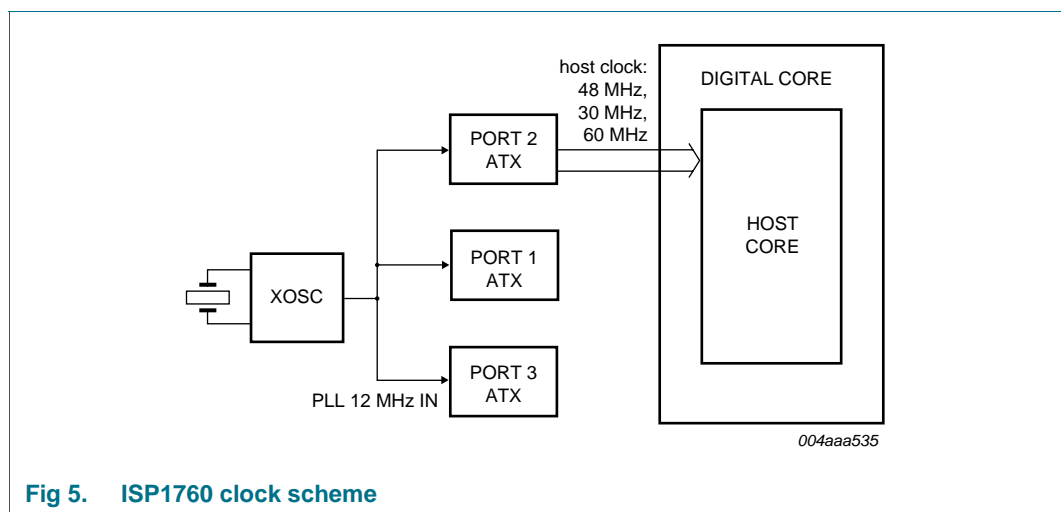 host clock:
48 MHz,
30 MHz,
60 MHz
DIGITAL CORE
PORT 2
ATX
HOST
CORE
PORT 1
ATX
XOSC
PORT 3
ATX
PLL 12 MHz IN
004aaa535
Fig 5. ISP1760 clock scheme